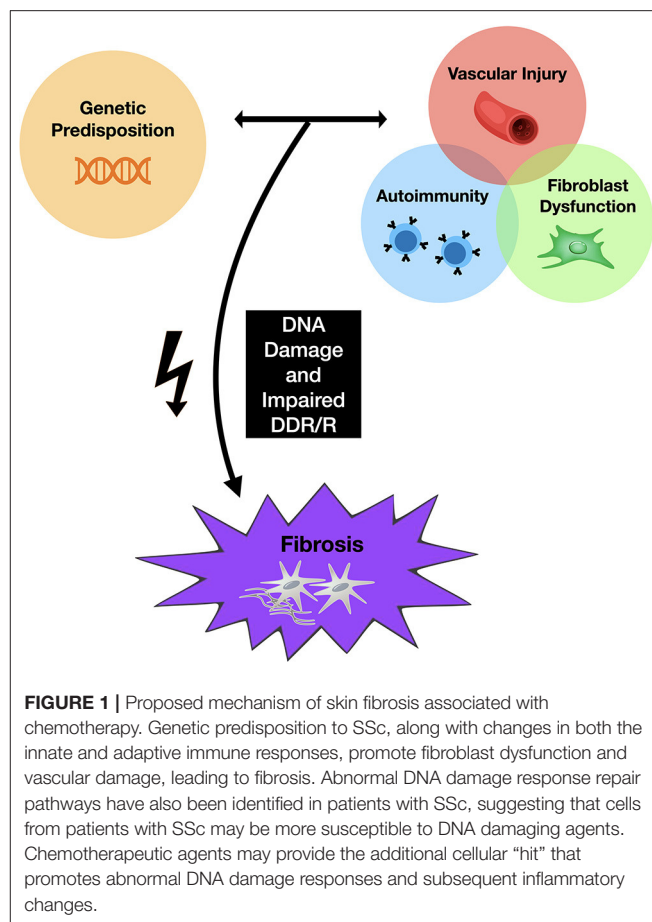 Genetic
Predisposition
Vascular Injury
Autoimmunity
Fibroblast
Dysfunction
DNA
Damage
and
Impaired
DDR/R
Fibrosis
FIGURE 1 | Proposed mechanism of skin fibrosis associated with
chemotherapy. Genetic predisposition to SSc, along with changes in both the
innate and adaptive immune responses, promote fibroblast dysfunction and
vascular damage, leading to fibrosis. Abnormal DNA damage response repair
pathways have also been identified in patients with SSc, suggesting that cells
from patients with SSc may be more susceptible to DNA damaging agents.
Chemotherapeutic agents may provide the additional cellular “hit” that
promotes abnormal DNA damage responses and subsequent inflammatory
changes.